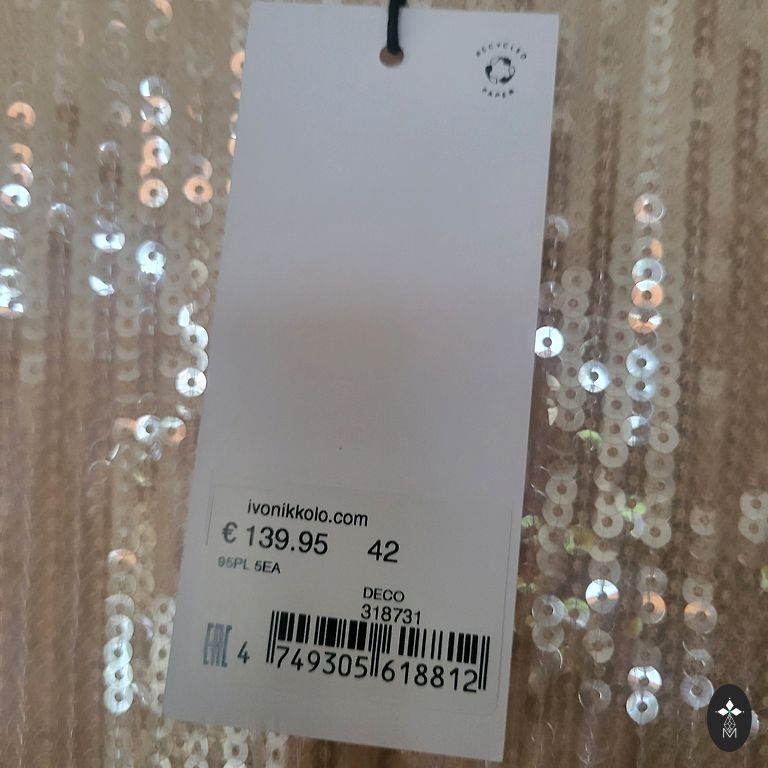 RECYCLED
PAPER
ivonikkolo.com
€ 139.95 42
95PL 5EA
DECO
318731
EAC 4 749305 618812
M